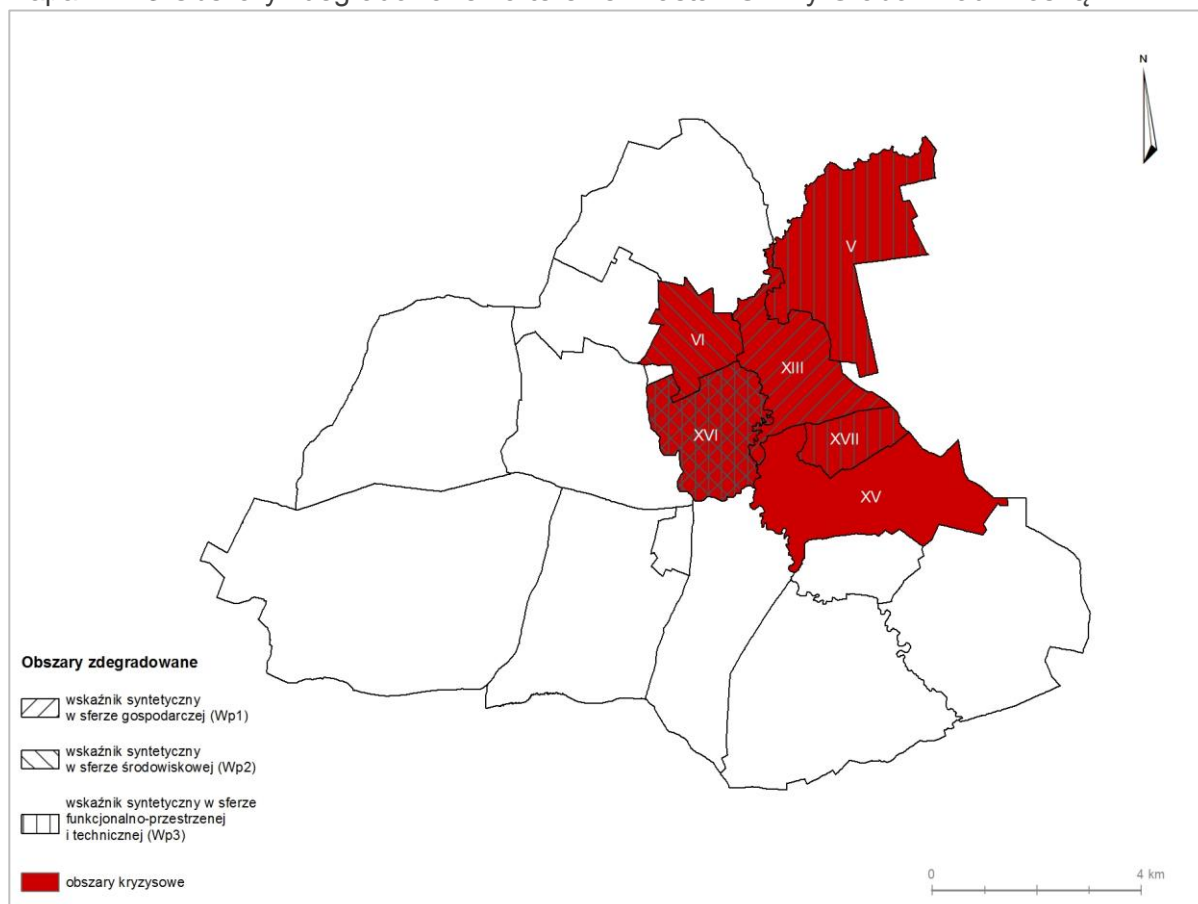 N
V
VI
XIII
XVI
XVII
XV
Obszary zdegradowane
wskaźnik syntetyczny
w sferze gospodarczej (Wp1)
wskaźnik syntetyczny
w sferze środowiskowej (Wp2)
wskaźnik syntetyczny w sferze
funkcjonalno-przestrzenej
i technicznej (Wp3)
obszary kryzysowe
0 4 km